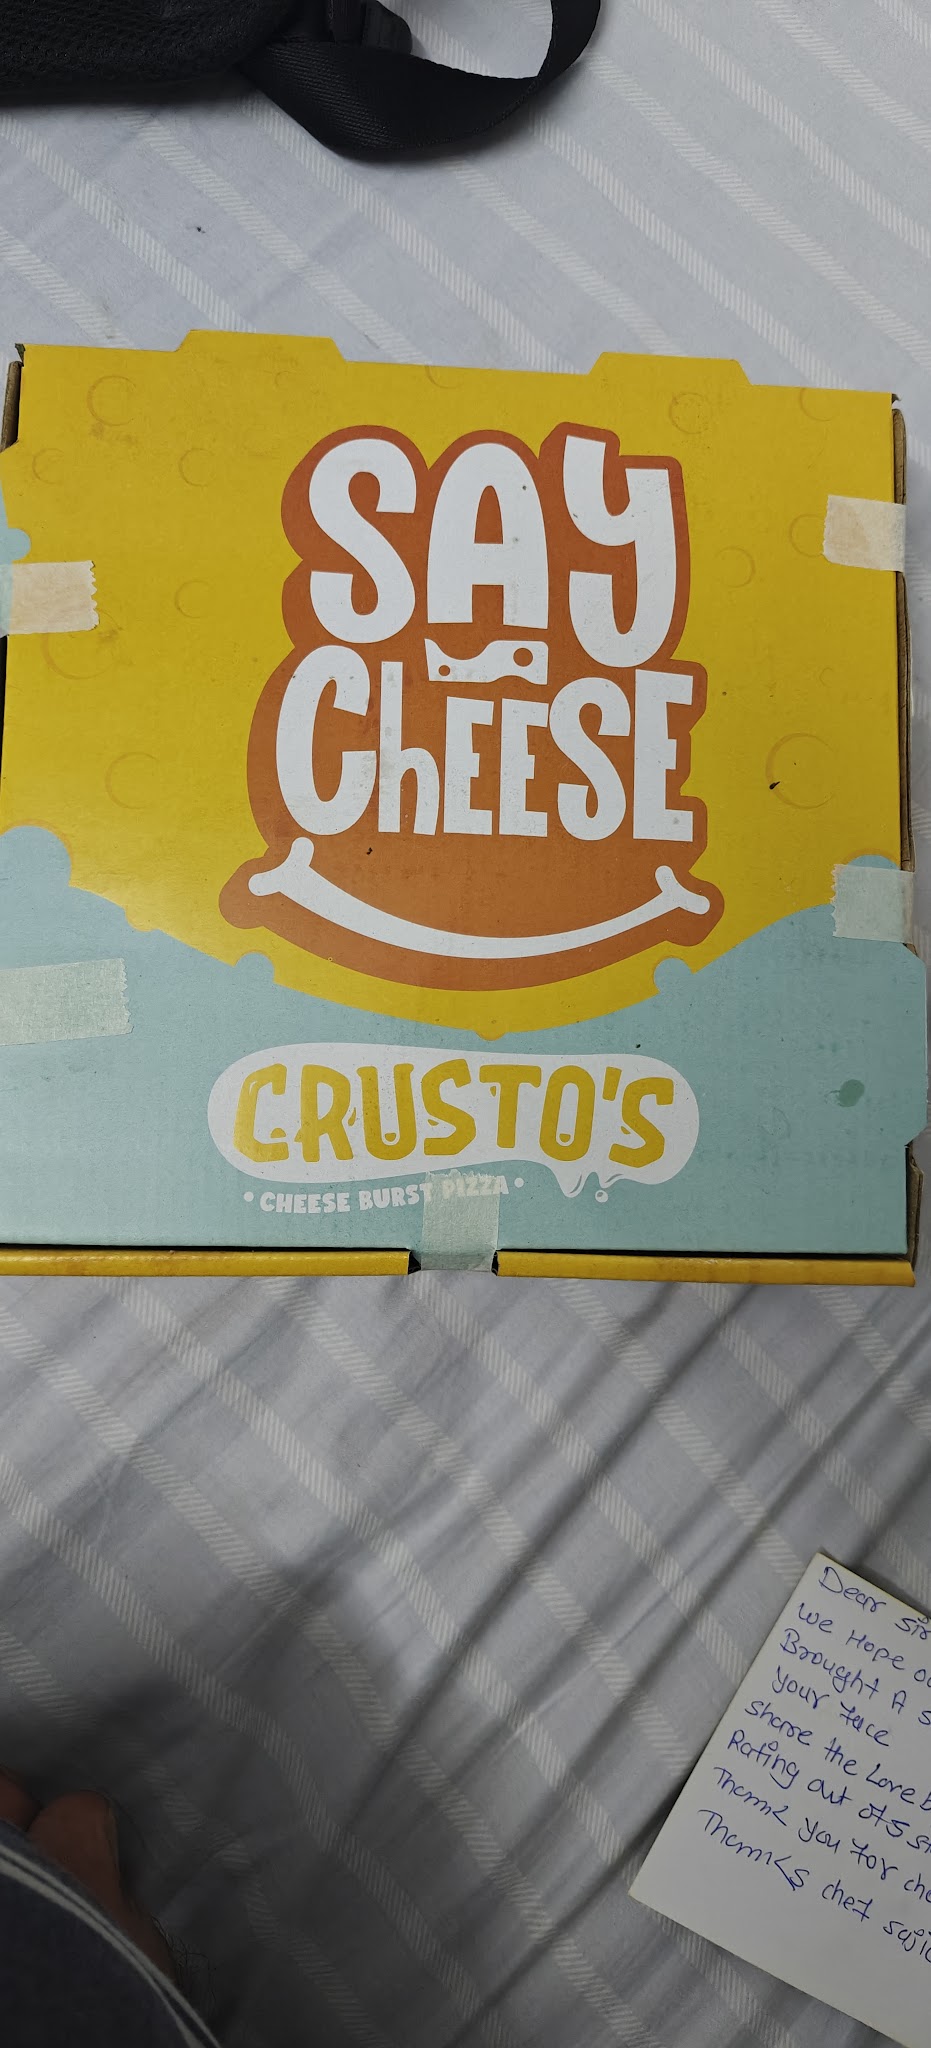 SAY
ChEESE
CRUSTO'S
• CHEESE BURST PIZZA •
Dear Sir
we Hope
Brought A
your Face
share the Love
Rating out of 5
Thank you for
Thanks chef